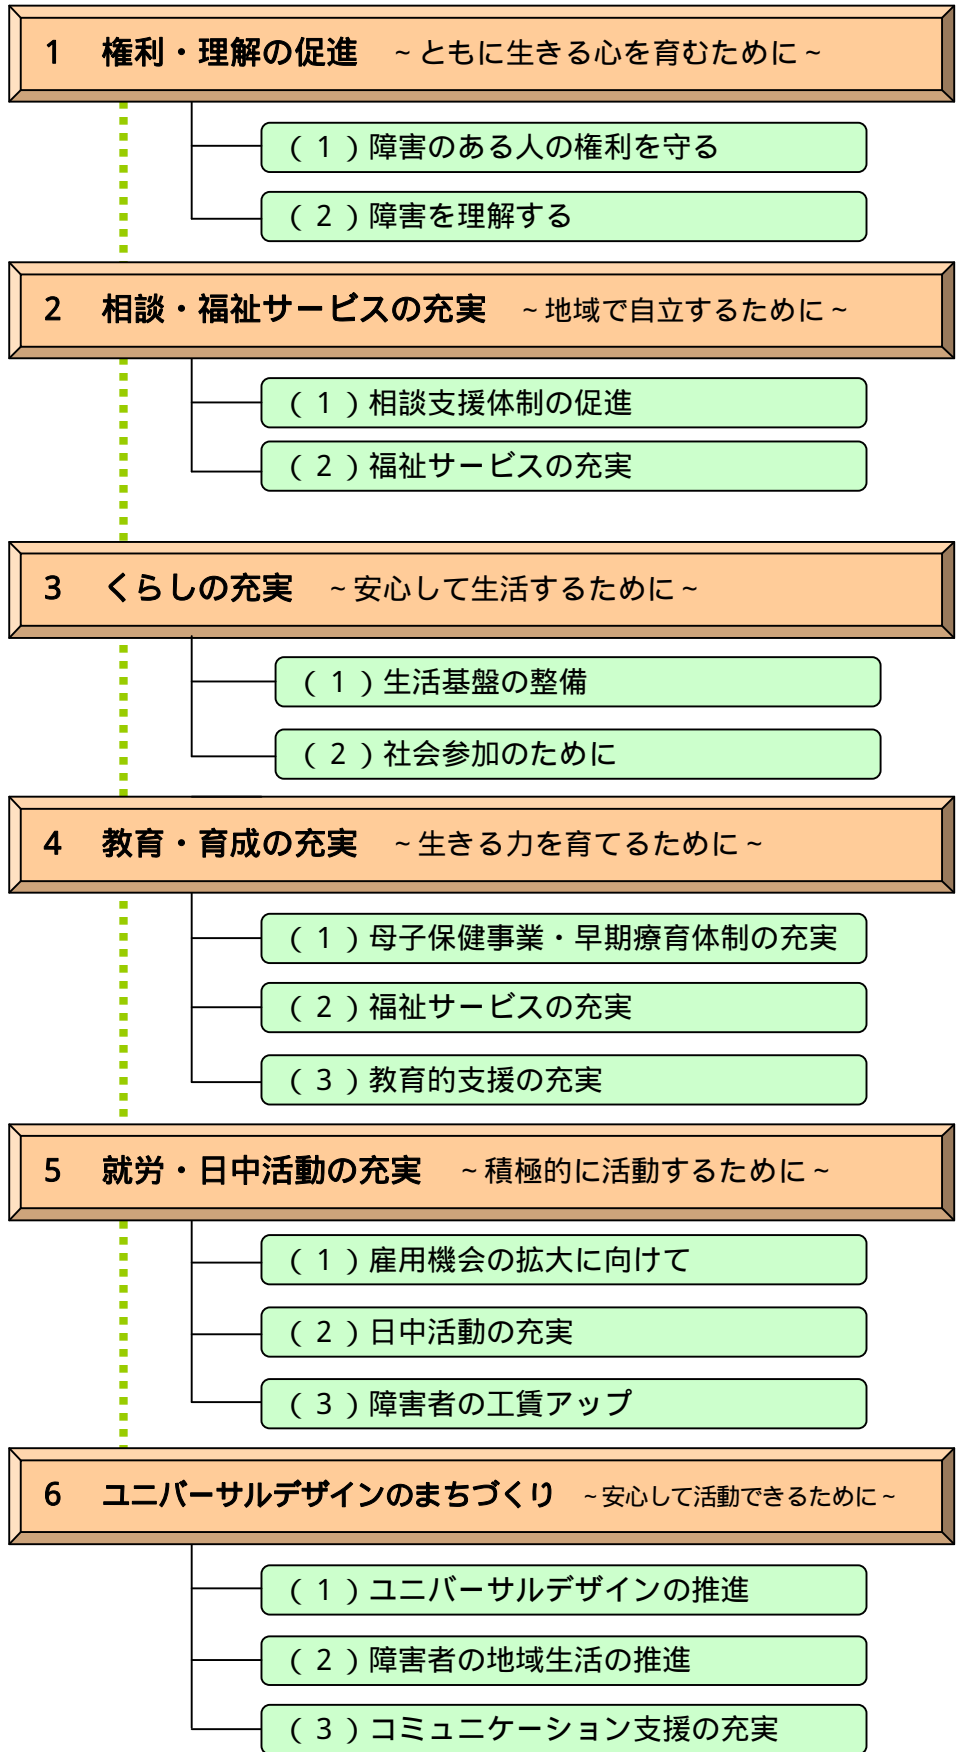 1 権利・理解の促進 ~ともに生きる心を育むために~
(1)障害のある人の権利を守る
(2)障害を理解する
2 相談・福祉サービスの充実 ~地域で自立するために~
(1)相談支援体制の促進
(2)福祉サービスの充実
3 くらしの充実 ~安心して生活するために~
(1)生活基盤の整備
(2)社会参加のために
4 教育・育成の充実 ~生きる力を育てるために~
(1)母子保健事業・早期療育体制の充実
(2)福祉サービスの充実
(3)教育的支援の充実
5 就労・日中活動の充実 ~積極的に活動するために~
(1)雇用機会の拡大に向けて
(2)日中活動の充実
(3)障害者の工賃アップ
6 ユニバーサルデザインのまちづくり ~安心して活動できるために~
(1)ユニバーサルデザインの推進
(2)障害者の地域生活の推進
(3)コミュニケーション支援の充実